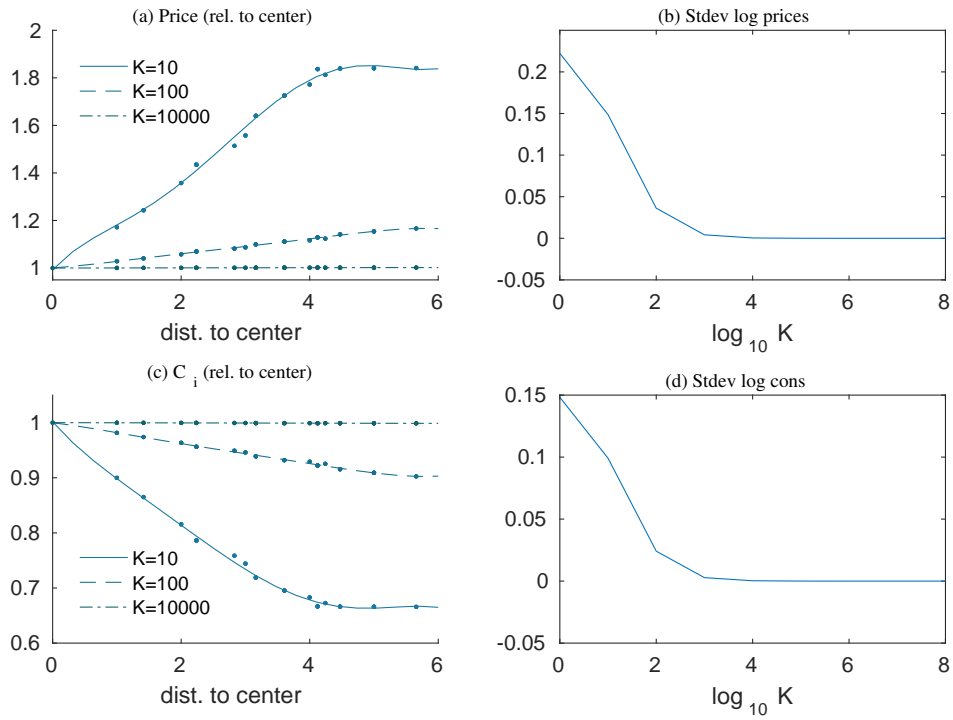 (a) Price (rel. to center)
2
1.8
1.6
1.4
1.2
1
K=10
K=100
K=10000
0 2 4 6
dist. to center
(b) Stdev log prices
0.2
0.15
0.1
0.05
0
-0.05
0 2 4 6 8
log 10 K
(c) C i (rel. to center)
1
0.9
0.8
0.7
0.6
K=10
K=100
K=10000
0 2 4 6
dist. to center
(d) Stdev log cons
0.15
0.1
0.05
0
-0.05
0 2 4 6 8
log 10 K